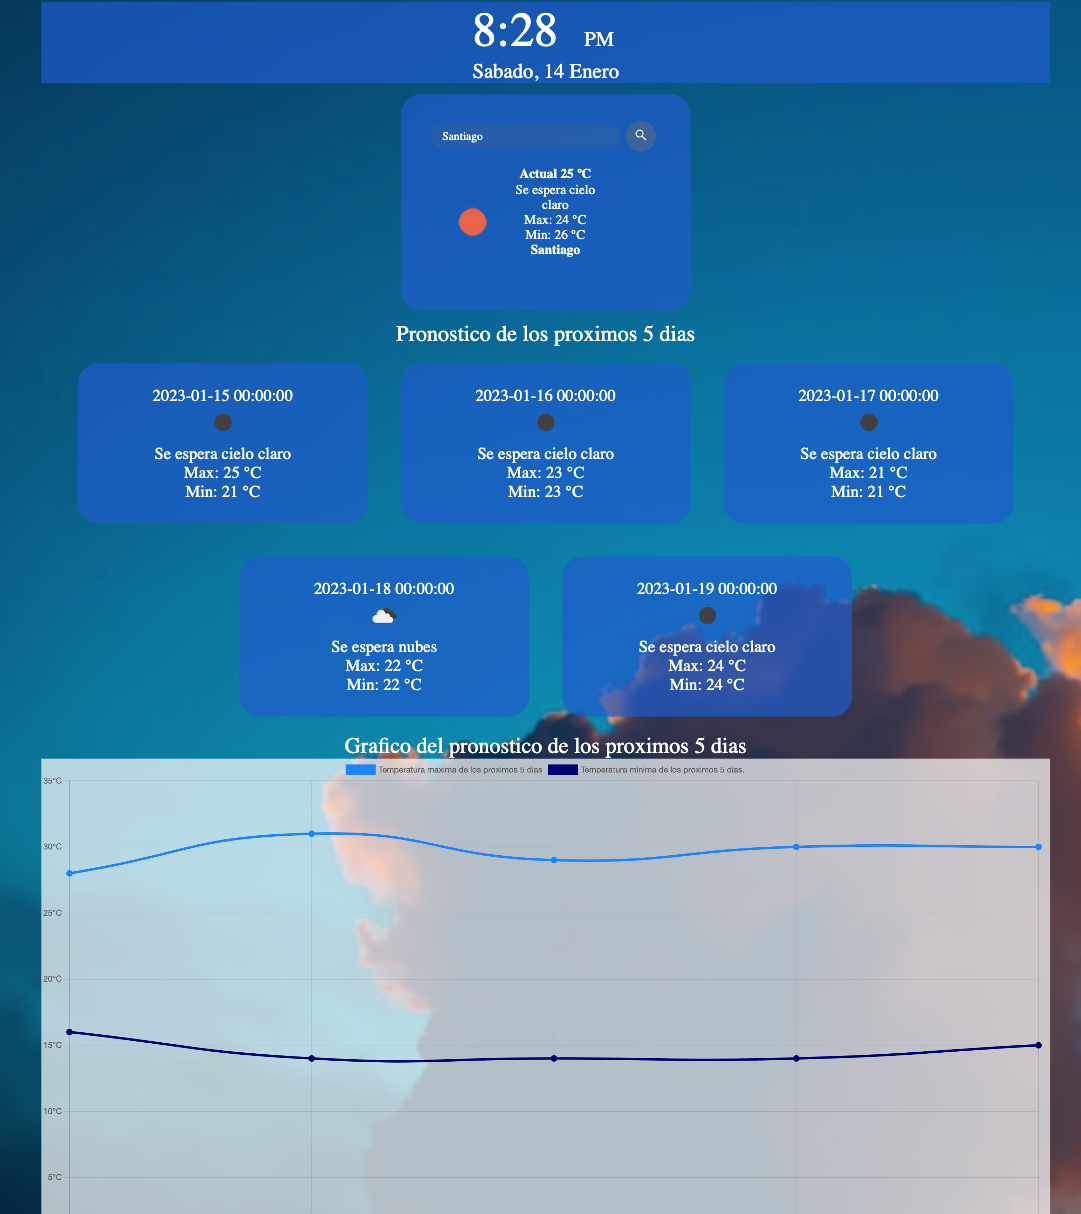 8:28 PM
Sabado, 14 Enero
Santiago
Actual 25 °C
Se espera cielo
claro
Max: 24 °C
Min: 26 °C
Santiago
Pronostico de los proximos 5 dias
2023-01-15 00:00:00
Se espera cielo claro
Max: 25 °C
Min: 21 °C
2023-01-16 00:00:00
Se espera cielo claro
Max: 23 °C
Min: 23 °C
2023-01-17 00:00:00
Se espera cielo claro
Max: 21 °C
Min: 21 °C
2023-01-18 00:00:00
Se espera nubes
Max: 22 °C
Min: 22 °C
2023-01-19 00:00:00
Se espera cielo claro
Max: 24 °C
Min: 24 °C
Grafico del pronostico de los proximos 5 dias
Temperatura maxima de los proximos 5 dias Temperatura minima de los proximos 5 dias.
35°C
30°C
25°C
20°C
15°C
10°C
5°C